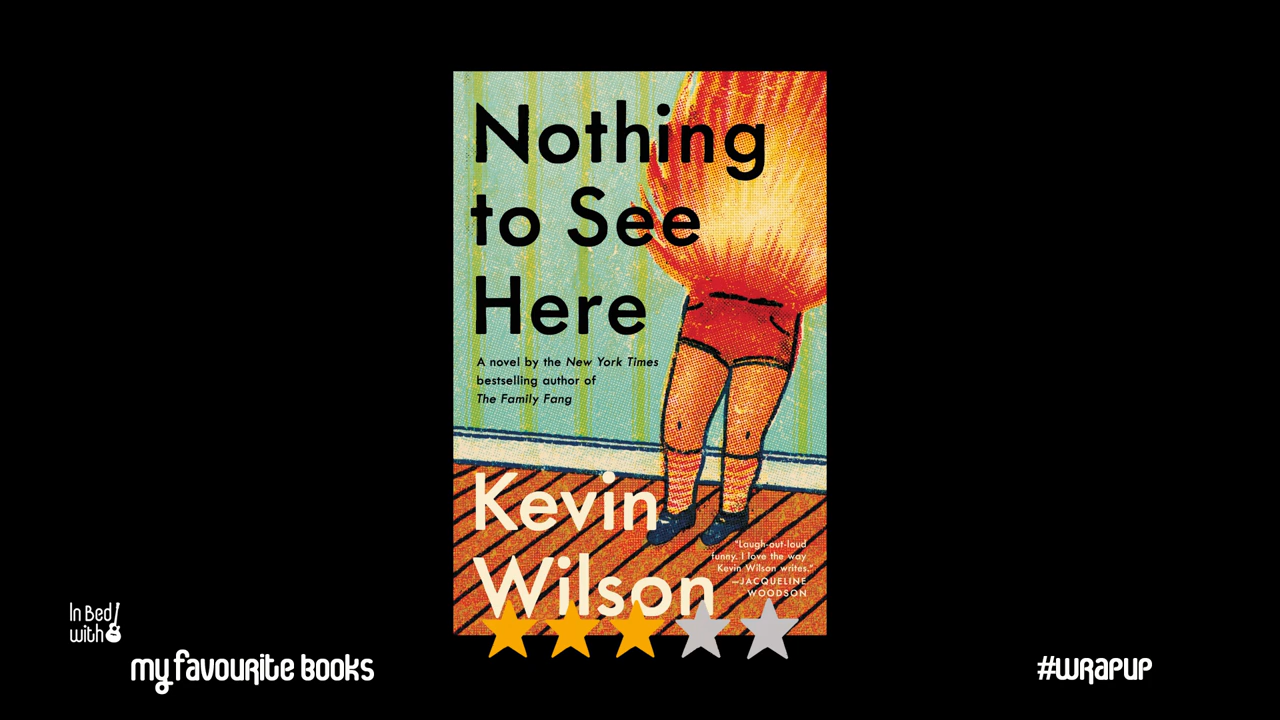 Nothing
to See
Here
A novel by the New York Times
bestselling author of
The Family Fang
Kevin
Wilson
"Laugh-out-loud
funny. I love the way
Kevin Wilson writes."
—JACQUELINE
WOODSON
In Bed
with
my favourite books
#wrapup